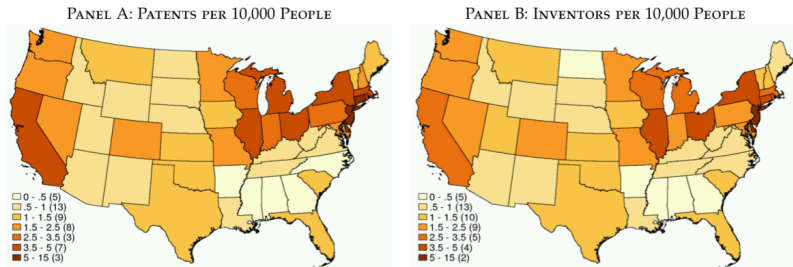 PANEL A: PATENTS PER 10,000 PEOPLE
0 - .5 (5)
.5 - 1 (13)
1 - 1.5 (9)
1.5 - 2.5 (8)
2.5 - 3.5 (3)
3.5 - 5 (7)
5 - 15 (3)
PANEL B: INVENTORS PER 10,000 PEOPLE
0 - .5 (5)
.5 - 1 (13)
1 - 1.5 (10)
1.5 - 2.5 (9)
2.5 - 3.5 (5)
3.5 - 5 (4)
5 - 15 (2)